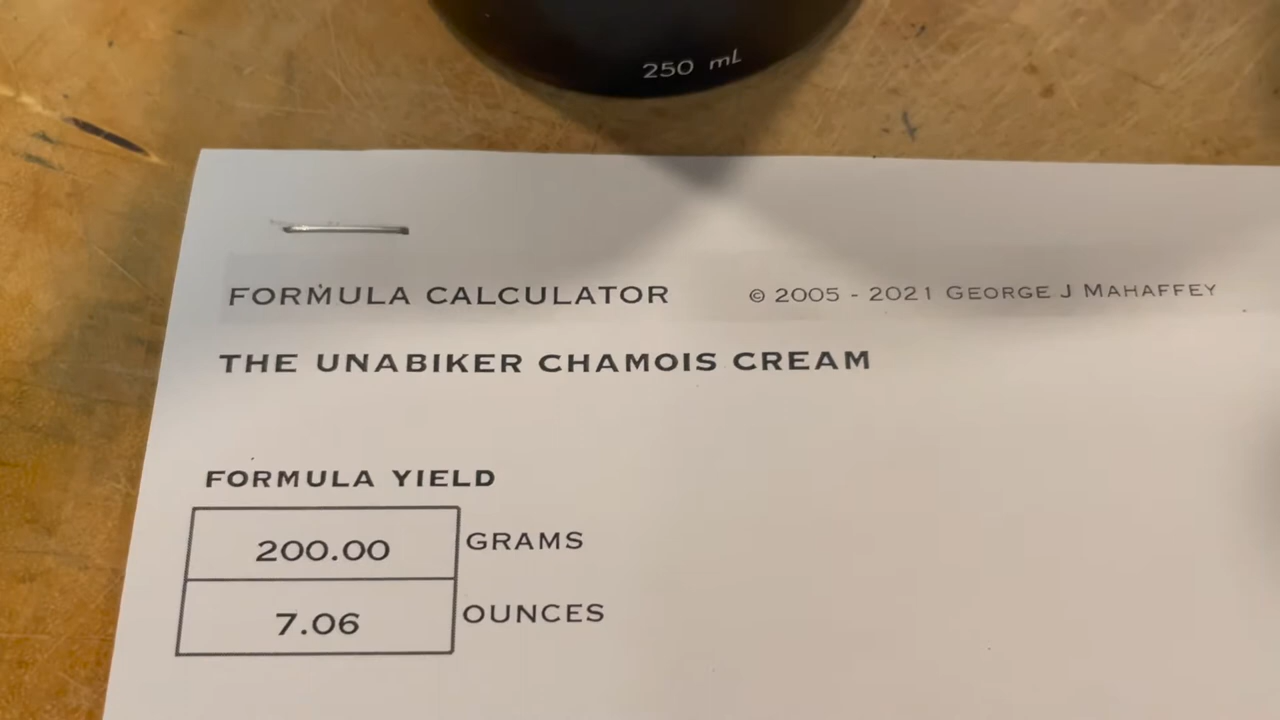 250 mL
FORMULA CALCULATOR © 2005 - 2021 GEORGE J MAHAFFEY
THE UNABIKER CHAMOIS CREAM
FORMULA YIELD
200.00 GRAMS
7.06 OUNCES